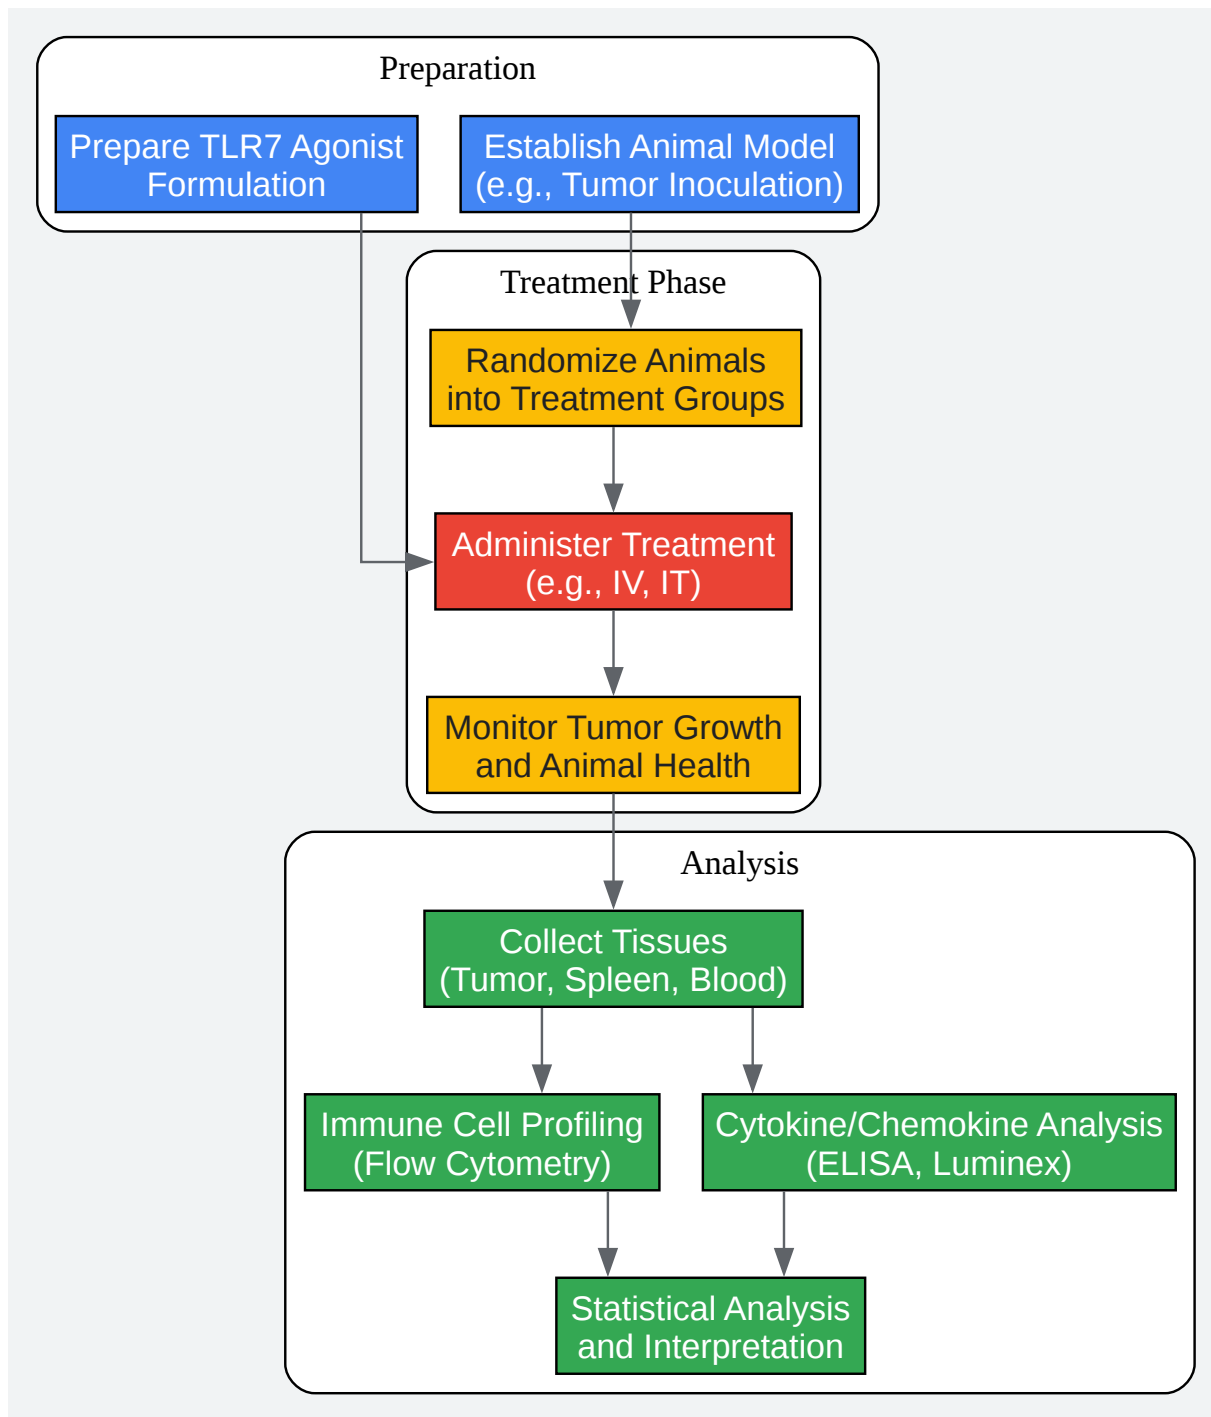 Preparation
Prepare TLR7 Agonist
Formulation
Establish Animal Model
(e.g., Tumor Inoculation)
Treatment Phase
Randomize Animals
into Treatment Groups
Administer Treatment
(e.g., IV, IT)
Monitor Tumor Growth
and Animal Health
Analysis
Collect Tissues
(Tumor, Spleen, Blood)
Immune Cell Profiling
(Flow Cytometry)
Cytokine/Chemokine Analysis
(ELISA, Luminex)
Statistical Analysis
and Interpretation